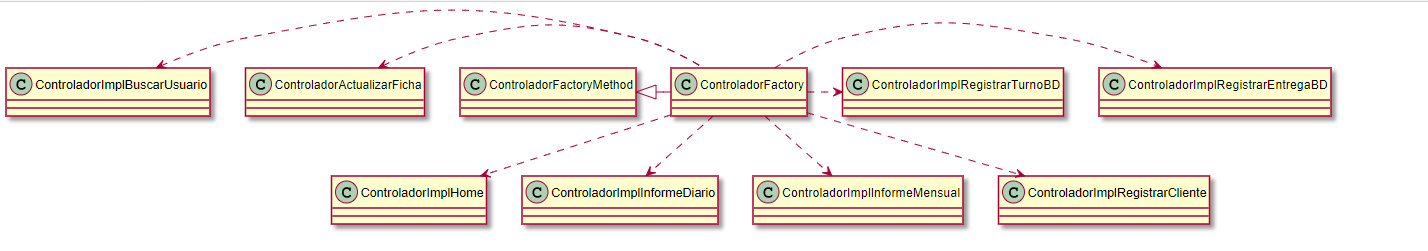 C ControladorImplBuscarUsuario
C ControladorActualizarFicha
C ControladorFactoryMethod
C ControladorFactory
C ControladorImplRegistrarTurnoBD
C ControladorImplRegistrarEntregaBD
C ControladorImplHome
C ControladorImplInformeDiario
C ControladorImplInformeMensual
C ControladorImplRegistrarCliente